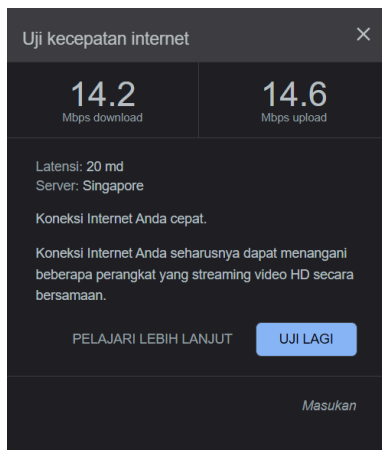 Uji kecepatan internet
14.2
Mbps download
14.6
Mbps upload
Latensi: 20 md
Server: Singapore
Koneksi Internet Anda cepat.
Koneksi Internet Anda seharusnya dapat menangani
beberapa perangkat yang streaming video HD secara
bersamaan.
PELAJARI LEBIH LANJUT
UJI LAGI
Masukan